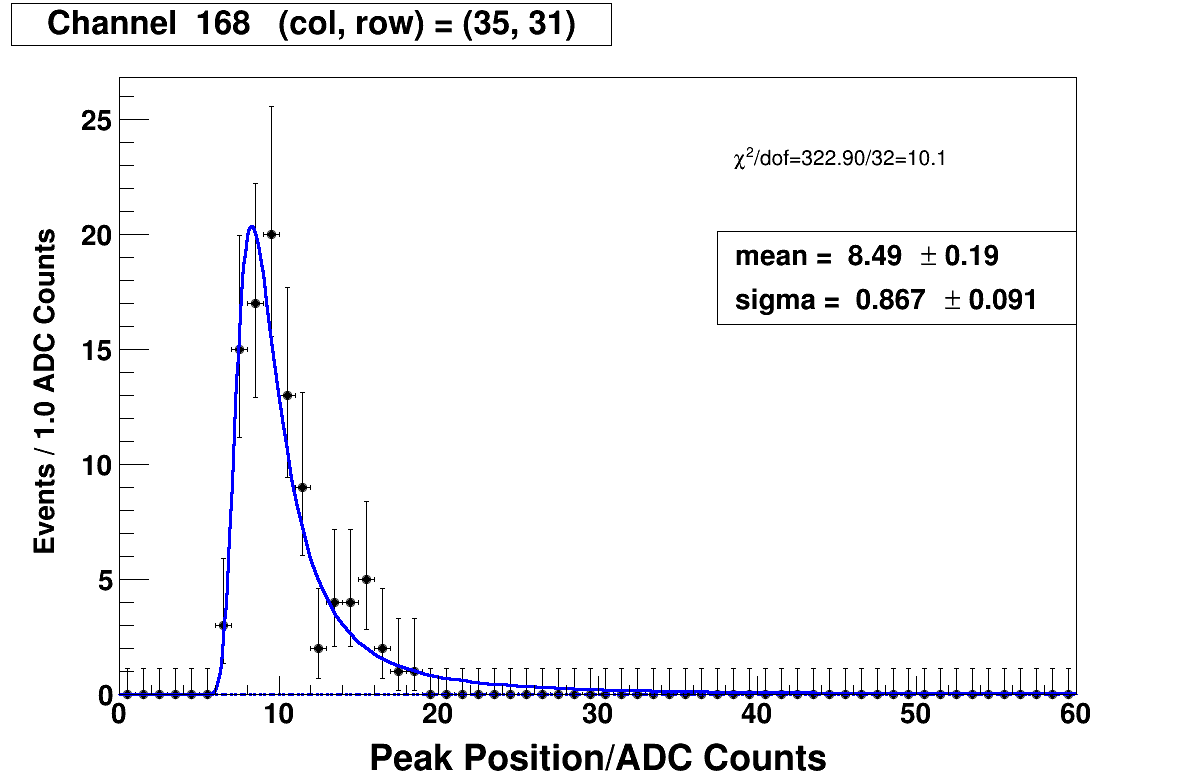 Channel 168 (col, row) = (35, 31)
25
χ²/dof=322.90/32=10.1
20
mean = 8.49 ± 0.19
sigma = 0.867 ± 0.091
Events / 1.0 ADC Counts
15
10
5
0
0 10 20 30 40 50 60
Peak Position/ADC Counts